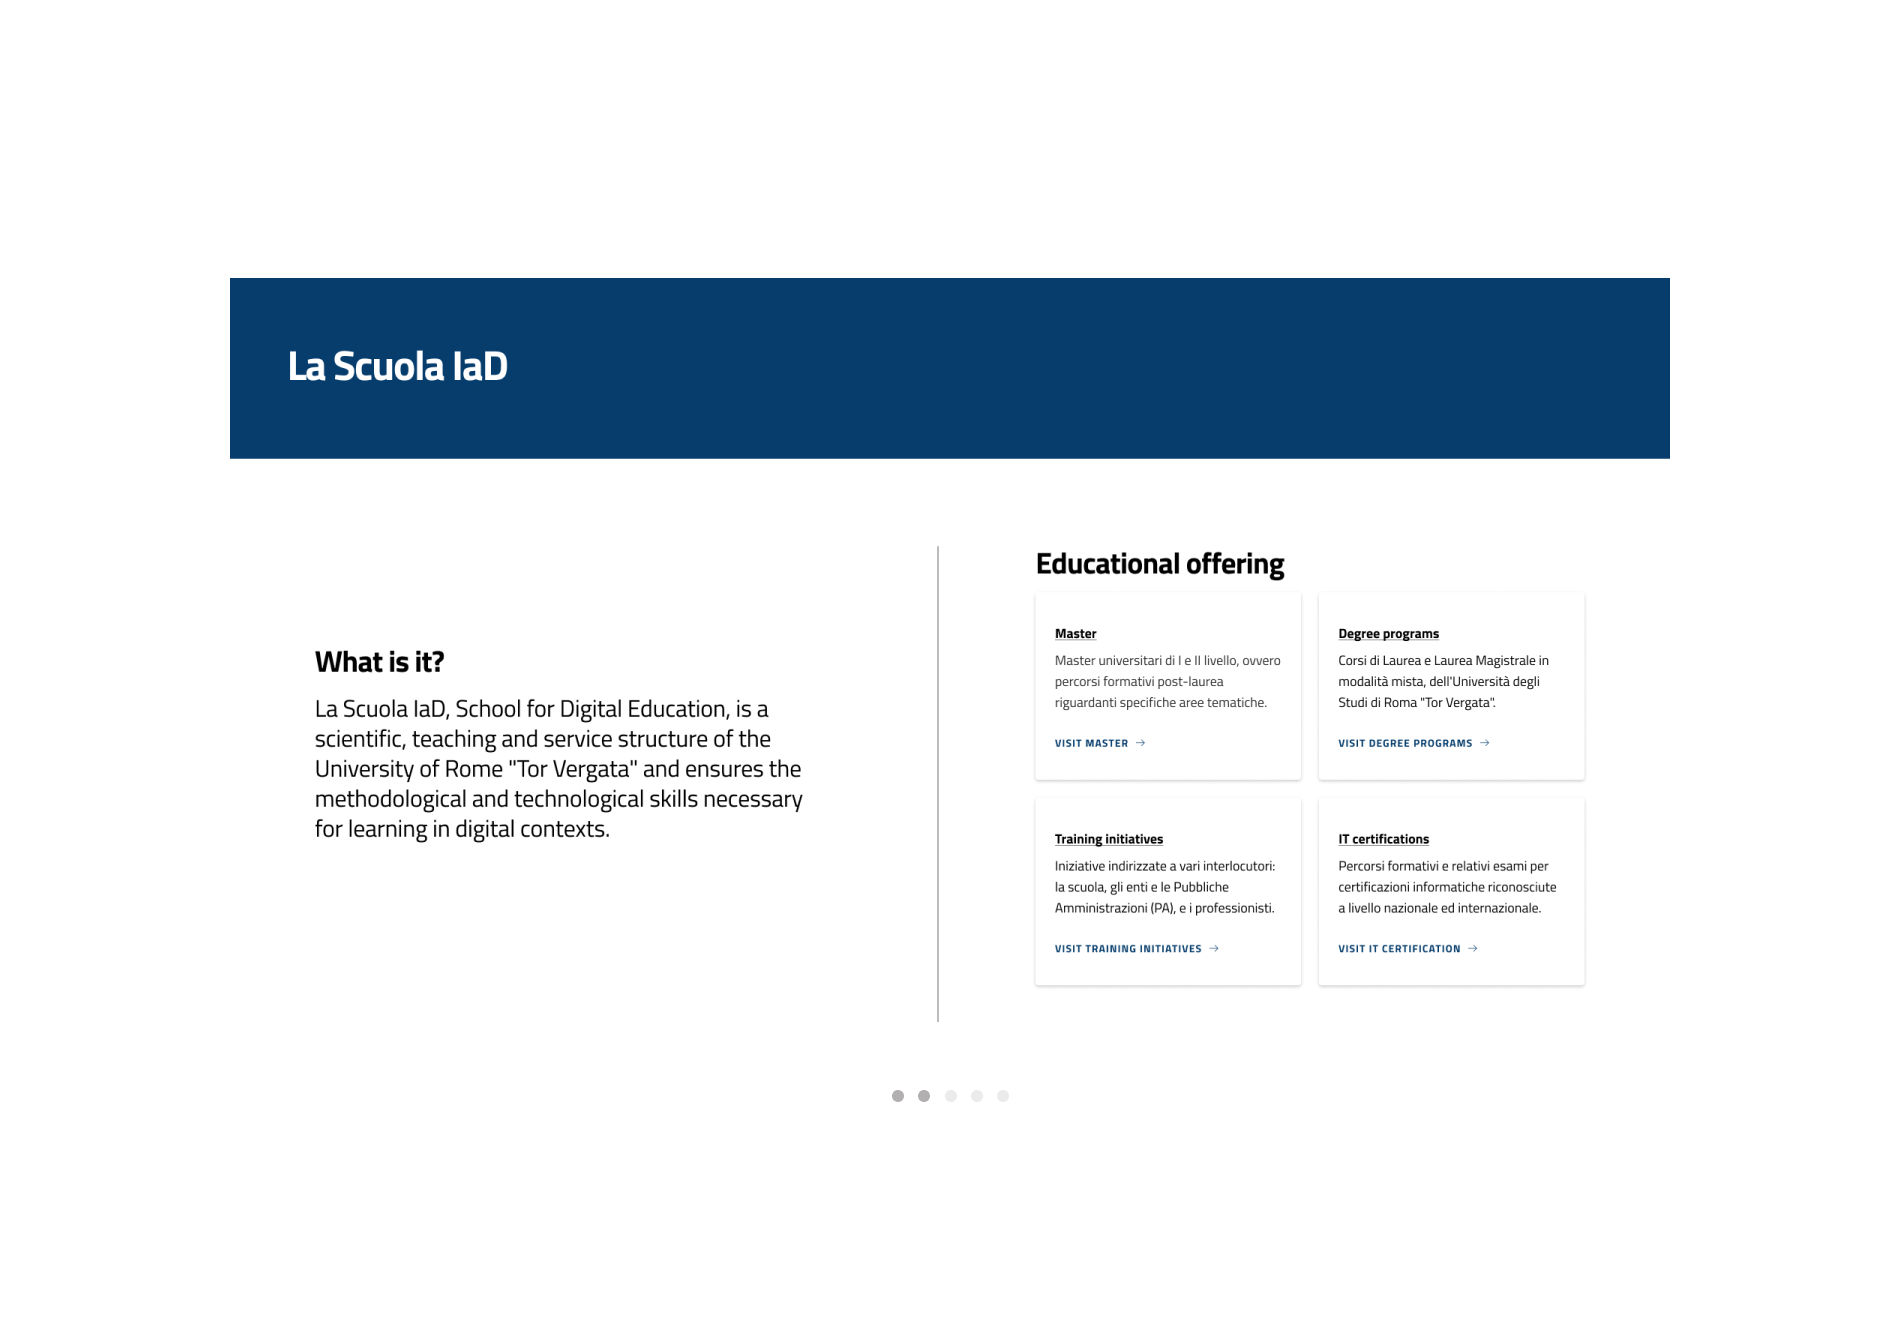 La Scuola IaD
What is it?
La Scuola IaD, School for Digital Education, is a
scientific, teaching and service structure of the
University of Rome "Tor Vergata" and ensures the
methodological and technological skills necessary
for learning in digital contexts.
Educational offering
Master
Master universitari di I e II livello, ovvero
percorsi formativi post-laurea
riguardanti specifiche aree tematiche.
VISIT MASTER →
Degree programs
Corsi di Laurea e Laurea Magistrale in
modalità mista, dell'Università degli
Studi di Roma "Tor Vergata".
VISIT DEGREE PROGRAMS →
Training initiatives
Iniziative indirizzate a vari interlocutori:
la scuola, gli enti e le Pubbliche
Amministrazioni (PA), e i professionisti.
VISIT TRAINING INITIATIVES →
IT certifications
Percorsi formativi e relativi esami per
certificazioni informatiche riconosciute
a livello nazionale ed internazionale.
VISIT IT CERTIFICATION →